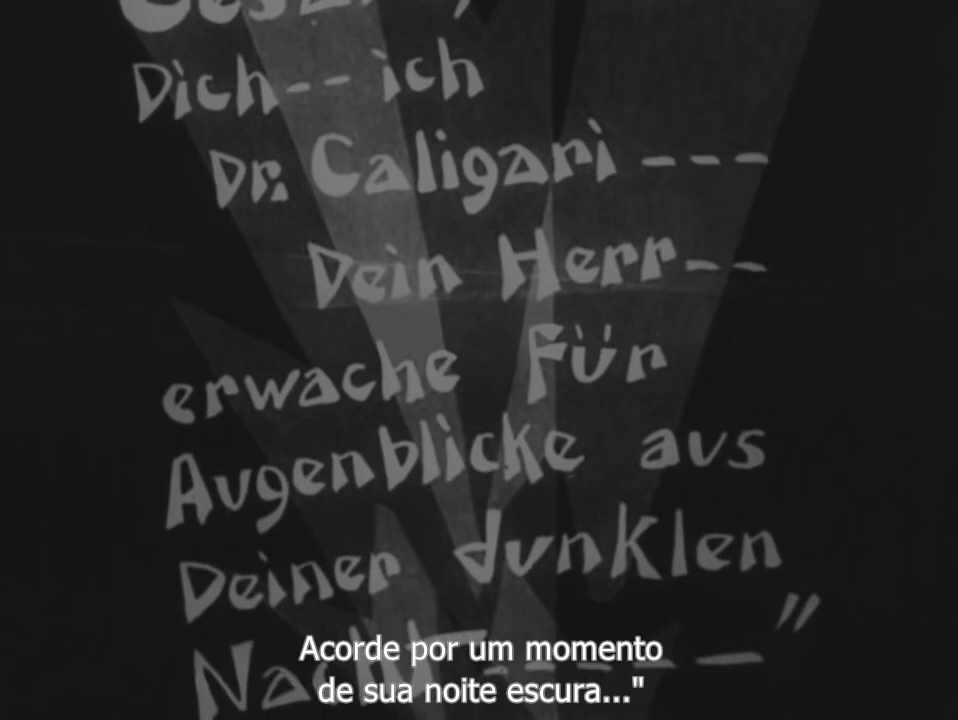 Dich-- ich
Dr. Caligari ---
Dein Herr--
erwache für
Augenblicke aus
Deiner dunklen
Nacht-----"
Acorde por um momento
de sua noite escura..."